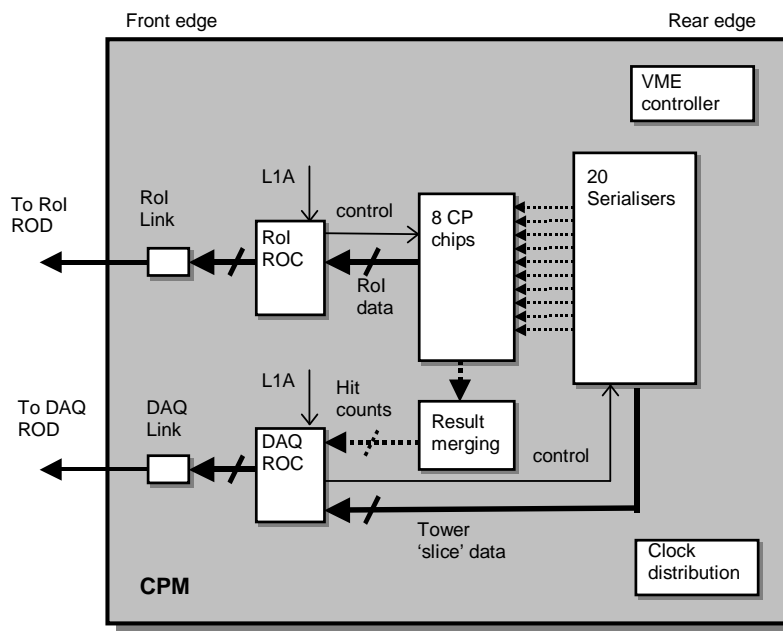 Front edge
Rear edge
VME
controller
20
Serialisers
L1A
To RoI
ROD
RoI
Link
control
8 CP
chips
RoI
ROC
RoI
data
L1A
Hit
counts
To DAQ
ROD
DAQ
Link
DAQ
ROC
Result
merging
control
Tower
‘slice’ data
Clock
distribution
CPM